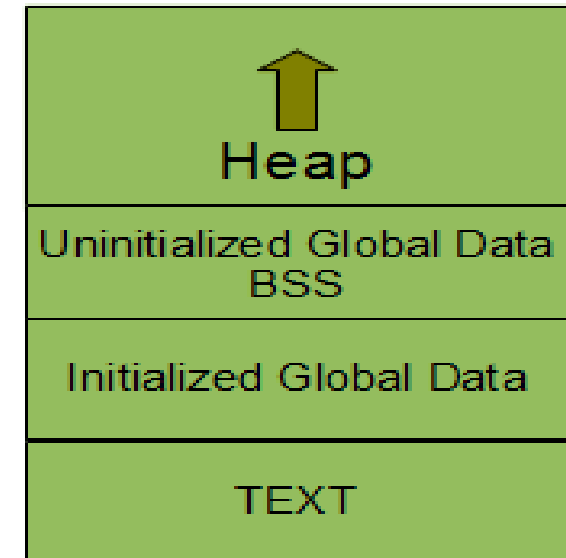 Heap
Uninitialized Global Data
BSS
Initialized Global Data
TEXT